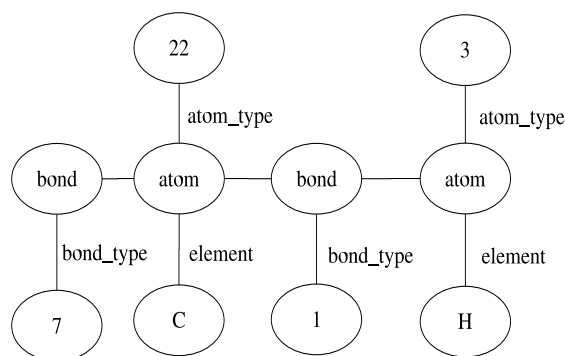 22
3
atom_type
atom_type
bond
atom
bond
atom
bond_type
element
bond_type
element
7
C
1
H